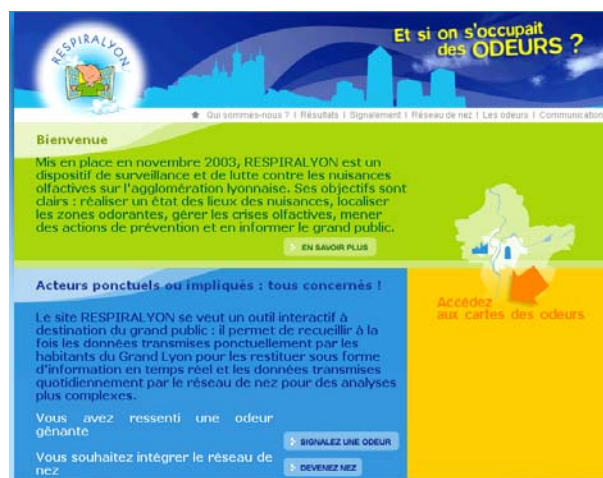 RESPIRALYON
Et si on s'occupait
des ODEURS ?
Qui sommes-nous ? I Résultats I Signalement I Réseau de nez I Les odeurs I Communication
Bienvenue
Mis en place en novembre 2003, RESPIRALYON est un
dispositif de surveillance et de lutte contre les nuisances
olfactives sur l'agglomération lyonnaise. Ses objectifs sont
clairs : réaliser un état des lieux des nuisances, localiser
les zones odorantes, gérer les crises olfactives, mener
des actions de prévention et en informer le grand public.
EN SAVOIR PLUS
Acteurs ponctuels ou impliqués : tous concernés !
Le site RESPIRALYON se veut un outil interactif à
destination du grand public : il permet de recueillir à la
fois les données transmises ponctuellement par les
habitants du Grand Lyon pour les restituer sous forme
d'information en temps réel et les données transmises
quotidiennement par le réseau de nez pour des analyses
plus complexes.
Vous avez ressenti une odeur
gênante
SIGNALEZ UNE ODEUR
Vous souhaitez intégrer le réseau de
nez
DEVENEZ NEZ
Accédez
aux cartes des odeurs